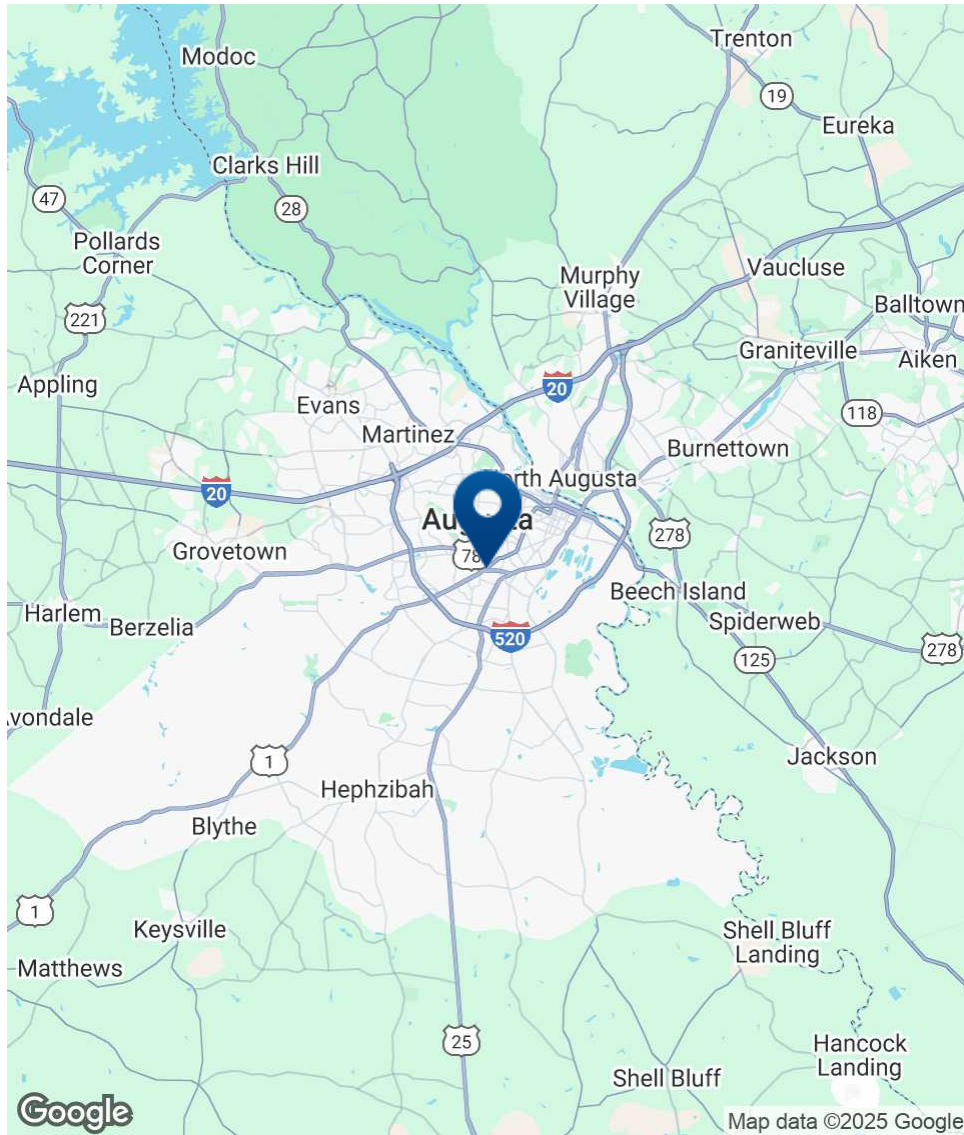 Modoc
Trenton
19
Eureka
Clarks Hill
47
28
Pollards
Corner
Murphy
Village
Vaucluse
Balltown
221
Graniteville
Aiken
Appling
20
118
Evans
Martinez
Burnettown
20
North Augusta
Augusta
278
Grovetown
78
Beech Island
Harlem
Berzelia
Spiderweb
520
278
125
Avondale
Jackson
1
Hephzibah
Blythe
1
Keysville
Shell Bluff
Landing
Matthews
25
Hancock
Landing
Shell Bluff
Google
Map data ©2025 Google